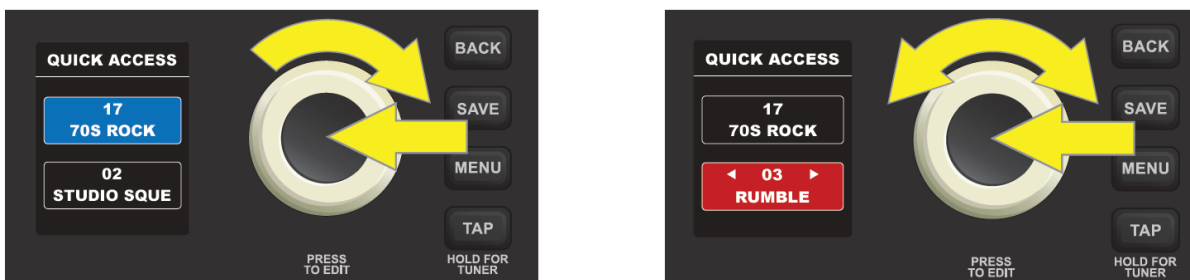 QUICK ACCESS
17
70S ROCK
02
STUDIO SQUE
PRESS
TO EDIT
BACK
SAVE
MENU
TAP
HOLD FOR
TUNER
QUICK ACCESS
17
70S ROCK
◄ 03 ►
RUMBLE
PRESS
TO EDIT
BACK
SAVE
MENU
TAP
HOLD FOR
TUNER